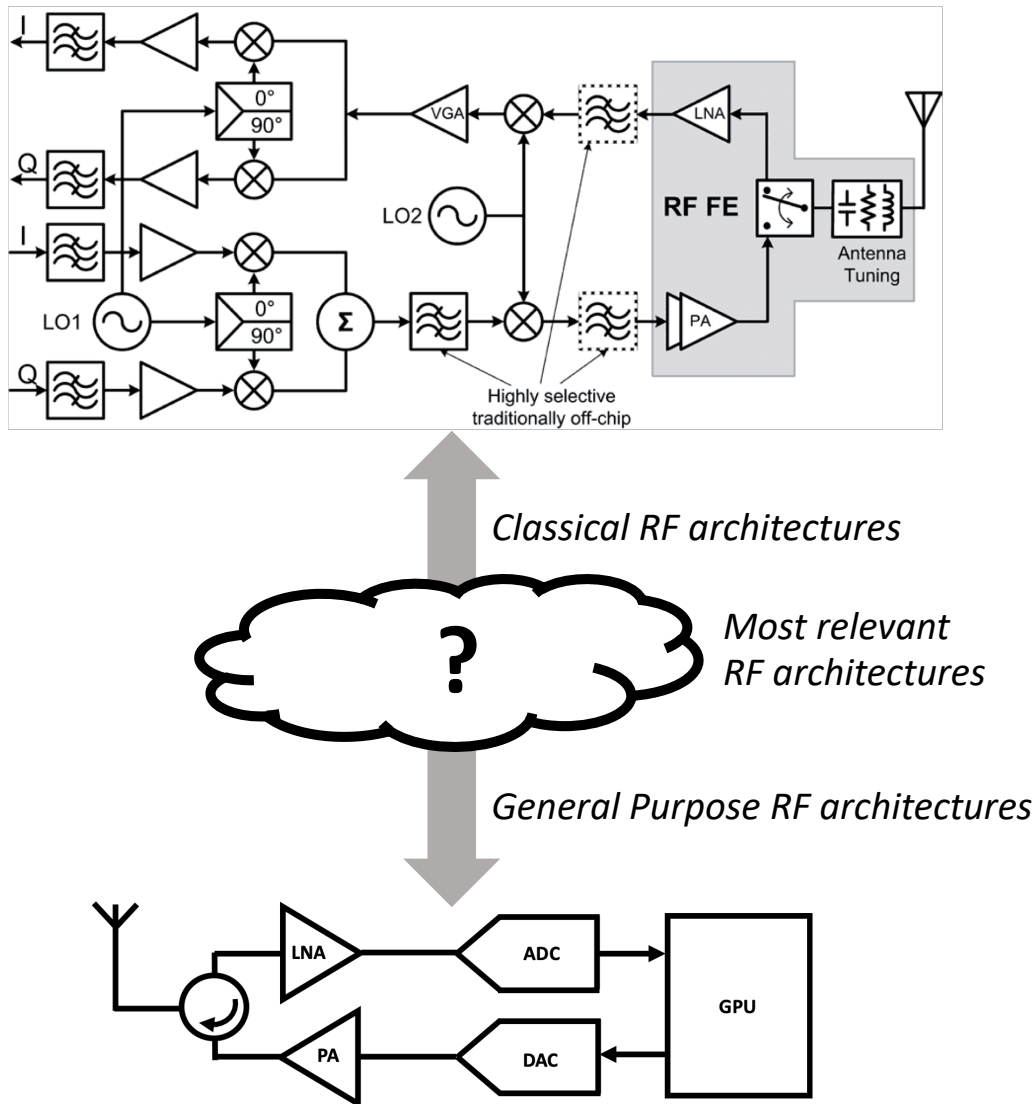 I
0°
90°
Q
VGA
LNA
LO2
RF FE
Antenna
Tuning
I
LO1
0°
90°
Σ
PA
Q
Highly selective
traditionally off-chip
Classical RF architectures
?
Most relevant
RF architectures
General Purpose RF architectures
LNA
ADC
GPU
PA
DAC